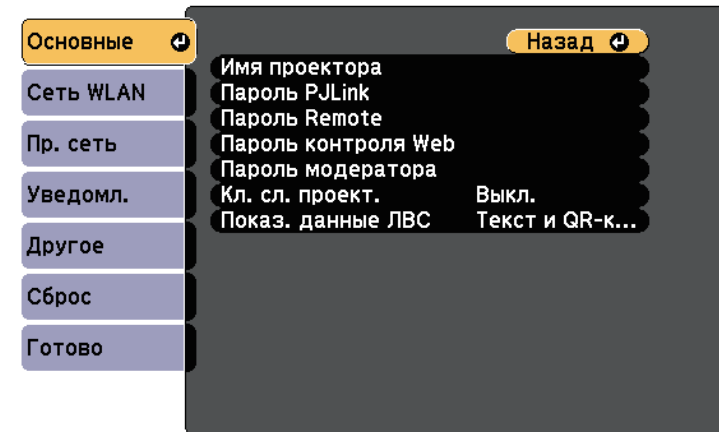 Основные
Сеть WLAN
Пр. сеть
Уведомл.
Другое
Сброс
Готово
Назад
Имя проектора
Пароль PJLink
Пароль Remote
Пароль контроля Web
Пароль модератора
Кл. сл. проект. Выкл.
Показ. данные ЛВС Текст и QR-к...